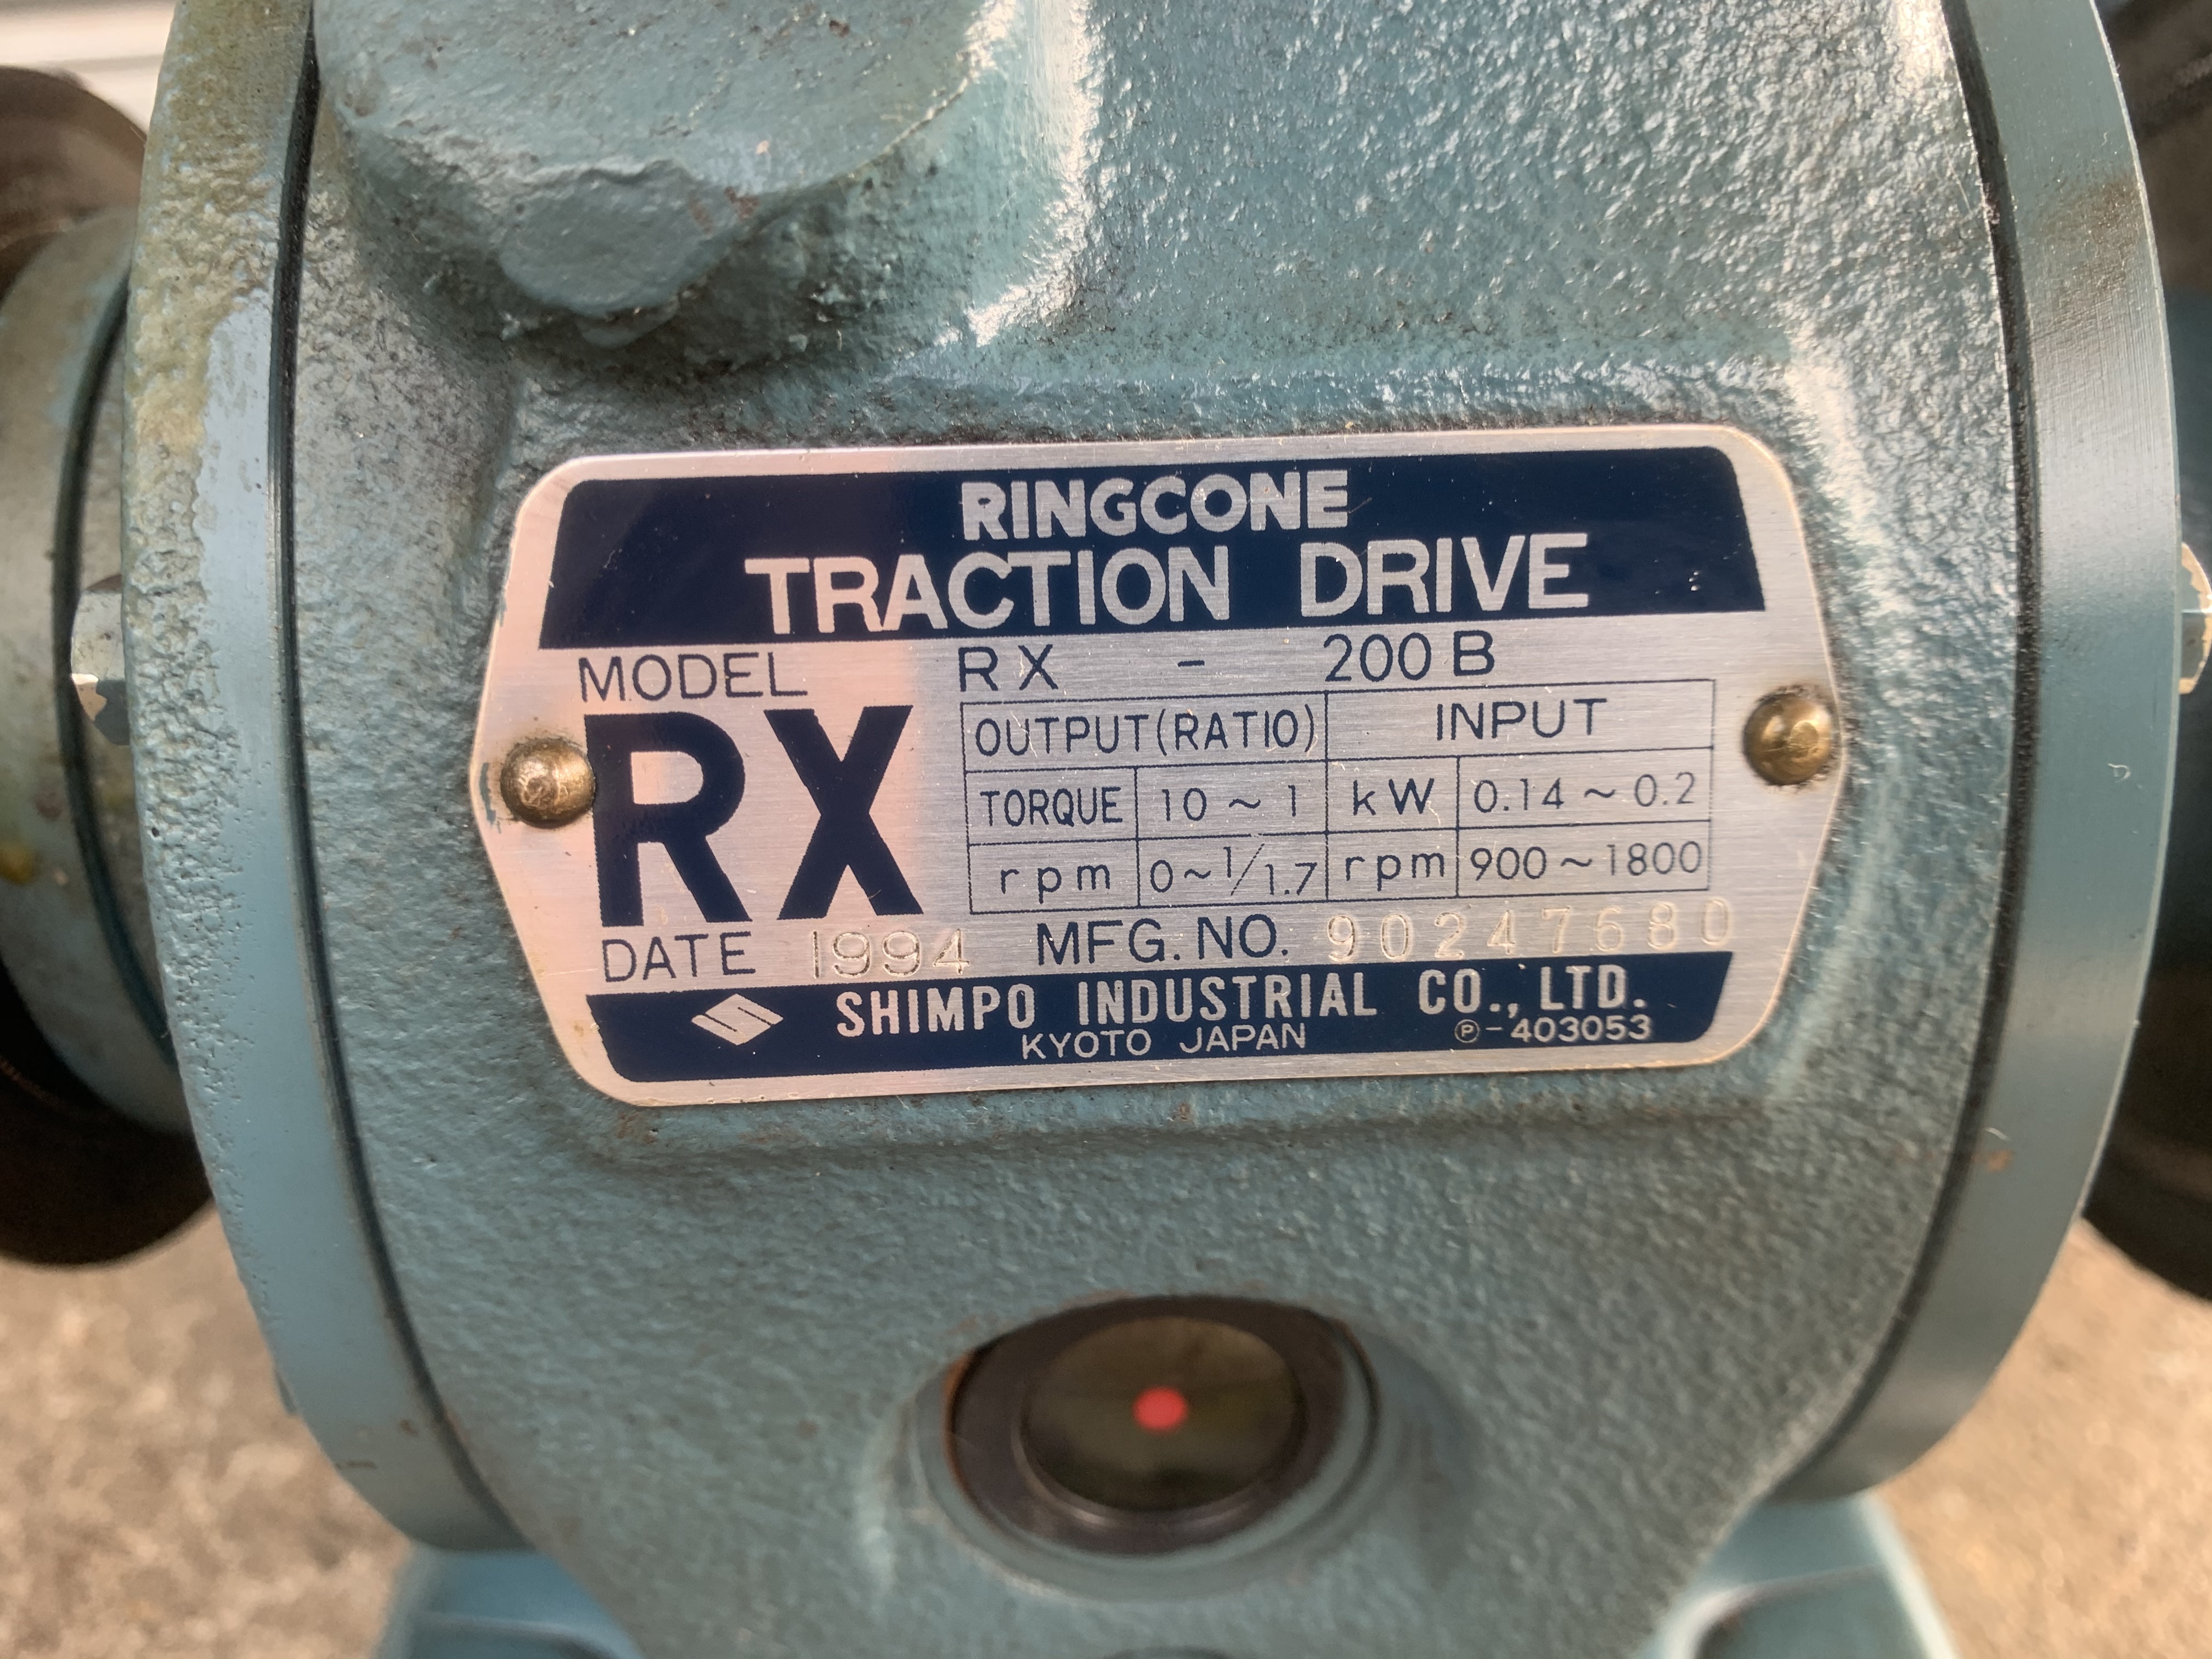 RINGCONE
TRACTION DRIVE
MODEL RX - 200B
RX
OUTPUT(RATIO) INPUT
TORQUE 10~1 kW 0.14~0.2
rpm 0~1/1.7 rpm 900~1800
DATE 1994 MFG. NO. 90247680
SHIMPO INDUSTRIAL CO., LTD.
KYOTO JAPAN Ⓟ-403053